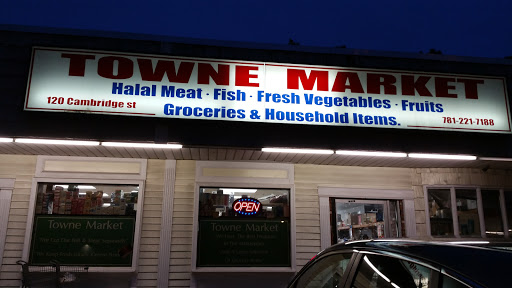 TOWNE MARKET
Halal Meat · Fish · Fresh Vegetables · Fruits
120 Cambridge st
Groceries & Household Items.
781-221-7188
OPEN
Towne Market
Towne Market